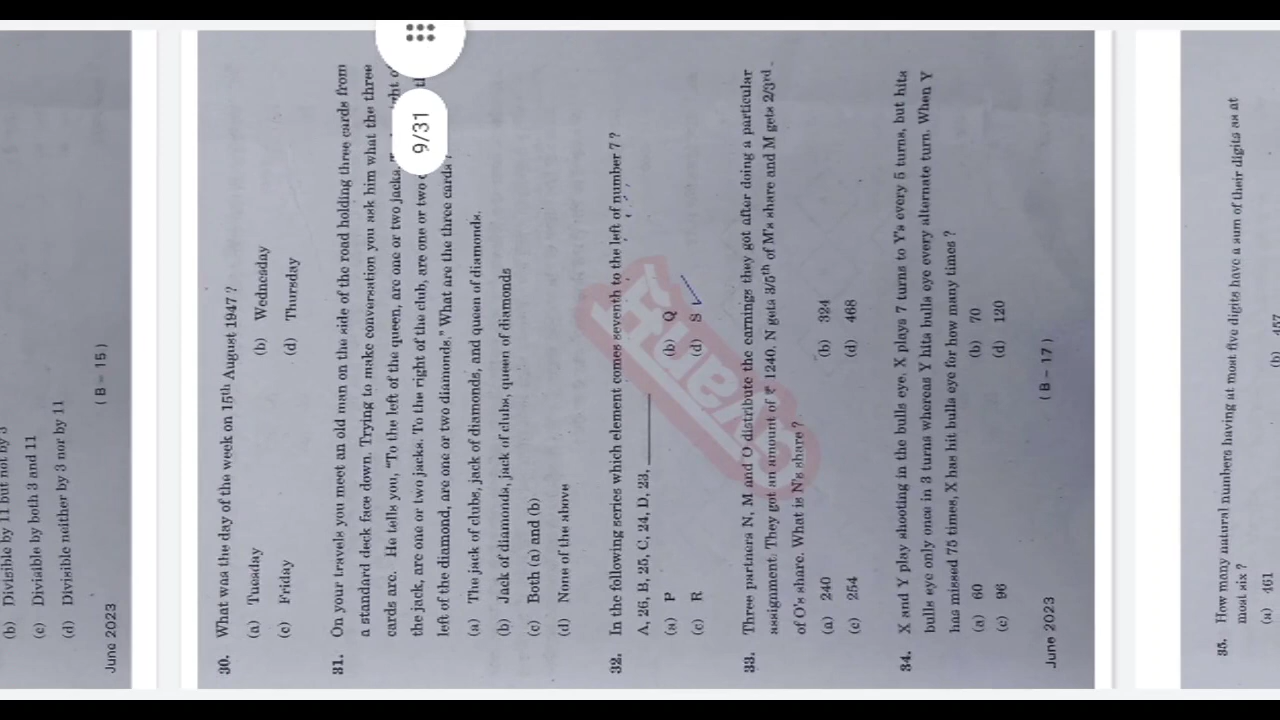 (b) Divisible by 11 but not by 3
(c) Divisible by both 3 and 11
(d) Divisible neither by 3 nor by 11
June 2023 ( B – 15 )
9/31
30. What was the day of the week on 15th August 1947 ?
(a) Tuesday (b) Wednesday
(c) Friday (d) Thursday
31. On your travels you meet an old man on the side of the road holding three cards from
a standard deck face down. Trying to make conversation you ask him what the three
cards are. He tells you, "To the left of the queen, are one or two jacks.
the jack, are one or two jacks. To the right of the club, are one or two
left of the diamond, are one or two diamonds." What are the three cards
(a) The jack of clubs, jack of diamonds, and queen of diamonds.
(b) Jack of diamonds, jack of clubs, queen of diamonds
(c) Both (a) and (b)
(d) None of the above
32. In the following series which element comes seventh to the left of number 7 ?
A, 26, B, 25, C, 24, D, 23, ________
(a) P (b) Q
(c) R (d) S
33. Three partners N, M and O distribute the earnings they got after doing a particular
assignment. They got an amount of ₹ 1240. N gets 3/5th of M's share and M gets 2/3rd
of O's share. What is N's share ?
(a) 240 (b) 324
(c) 254 (d) 468
34. X and Y play shooting in the bulls eye. X plays 7 turns to Y's every 5 turns, but hits
bulls eye only once in 3 turns whereas Y hits bulls eye every alternate turn. When Y
has missed 75 times, X has hit bulls eye for how many times ?
(a) 60 (b) 70
(c) 96 (d) 120
June 2023 ( B – 17 )
35. How many natural numbers having at most five digits have a sum of their digits as at
most six ?
(a) 461 (b) 457